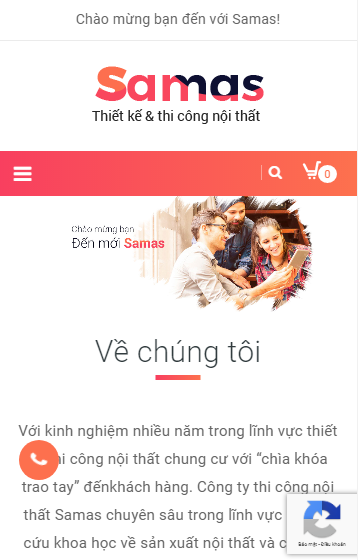 Chào mừng bạn đến với Samas!
Samas
Thiết kế & thi công nội thất
0
Chào mừng bạn
Đến mới Samas
Về chúng tôi
Với kinh nghiệm nhiều năm trong lĩnh vực thiết
hi công nội thất chung cư với “chìa khóa
trao tay” đếnkhách hàng. Công ty thi công nội
thất Samas chuyên sâu trong lĩnh vực
cứu khoa học về sản xuất nội thất và c
Bảo mật - Điều khoản